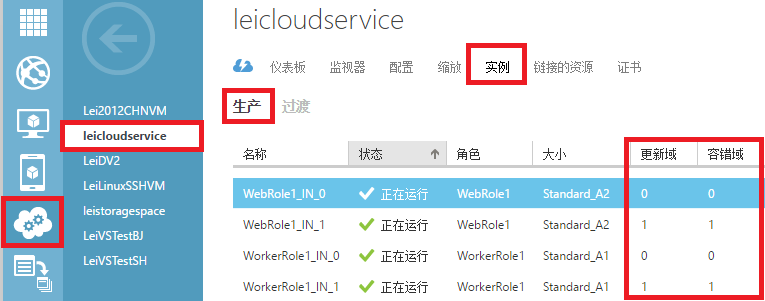 leicloudservice
仪表板 监视器 配置 缩放 实例 链接的资源 证书
生产 过渡
Lei2012CHNVM
leicloudservice
LeiDV2
LeiLinuxSSHVM
leistoragespace
LeiVSTestBJ
LeiVSTestSH
名称 状态 角色 大小 更新域 容错域
WebRole1_IN_0 正在运行 WebRole1 Standard_A2 0 0
WebRole1_IN_1 正在运行 WebRole1 Standard_A2 1 1
WorkerRole1_IN_0 正在运行 WorkerRole1 Standard_A1 0 0
WorkerRole1_IN_1 正在运行 WorkerRole1 Standard_A1 1 1